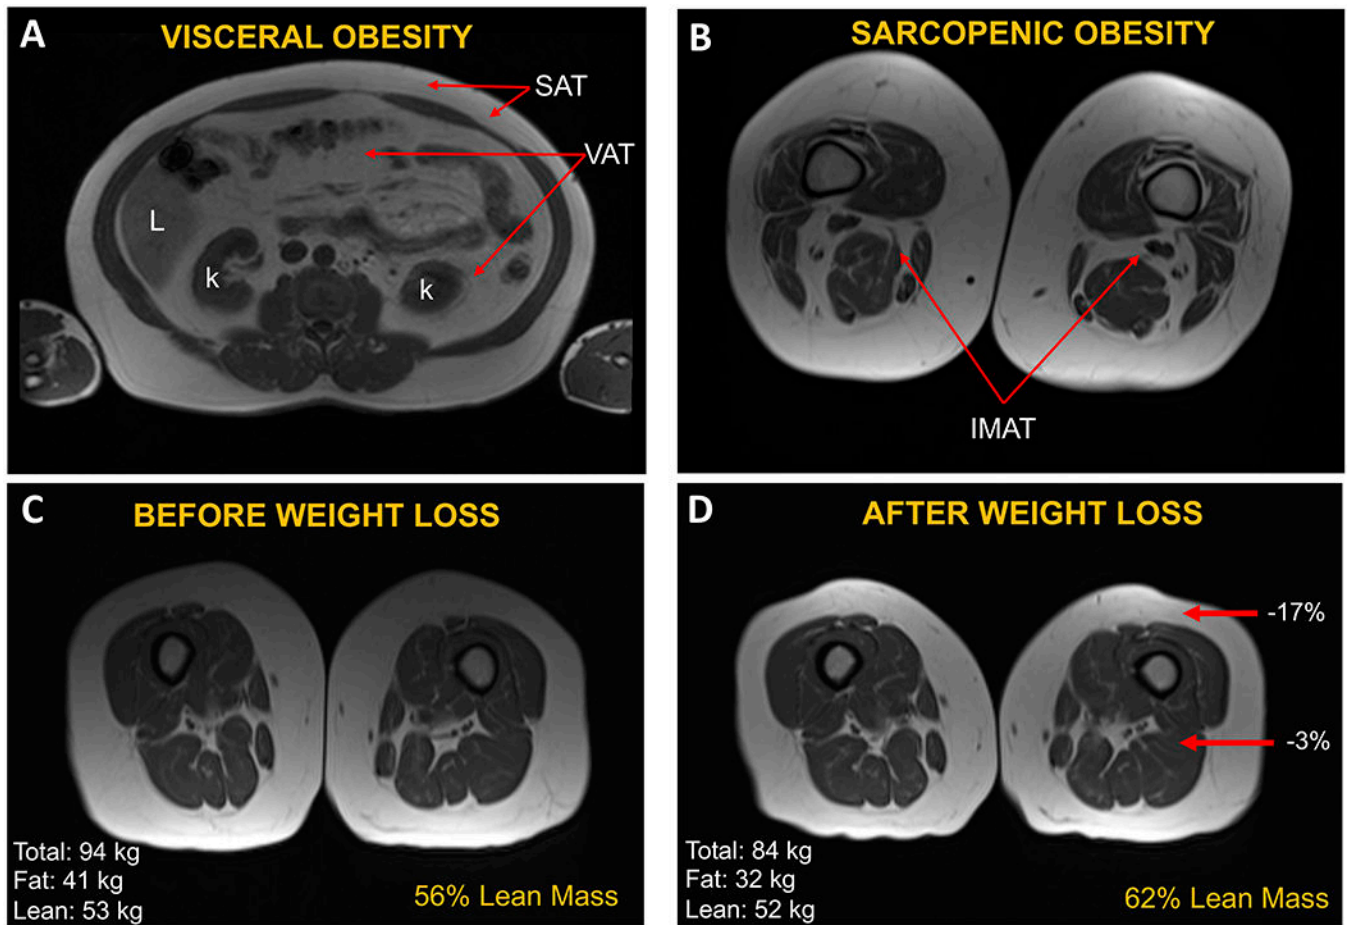 A
VISCERAL OBESITY
SAT
VAT
L
k
k
B
SARCOPENIC OBESITY
IMAT
C
BEFORE WEIGHT LOSS
Total: 94 kg
Fat: 41 kg
Lean: 53 kg
56% Lean Mass
D
AFTER WEIGHT LOSS
-17%
-3%
Total: 84 kg
Fat: 32 kg
Lean: 52 kg
62% Lean Mass